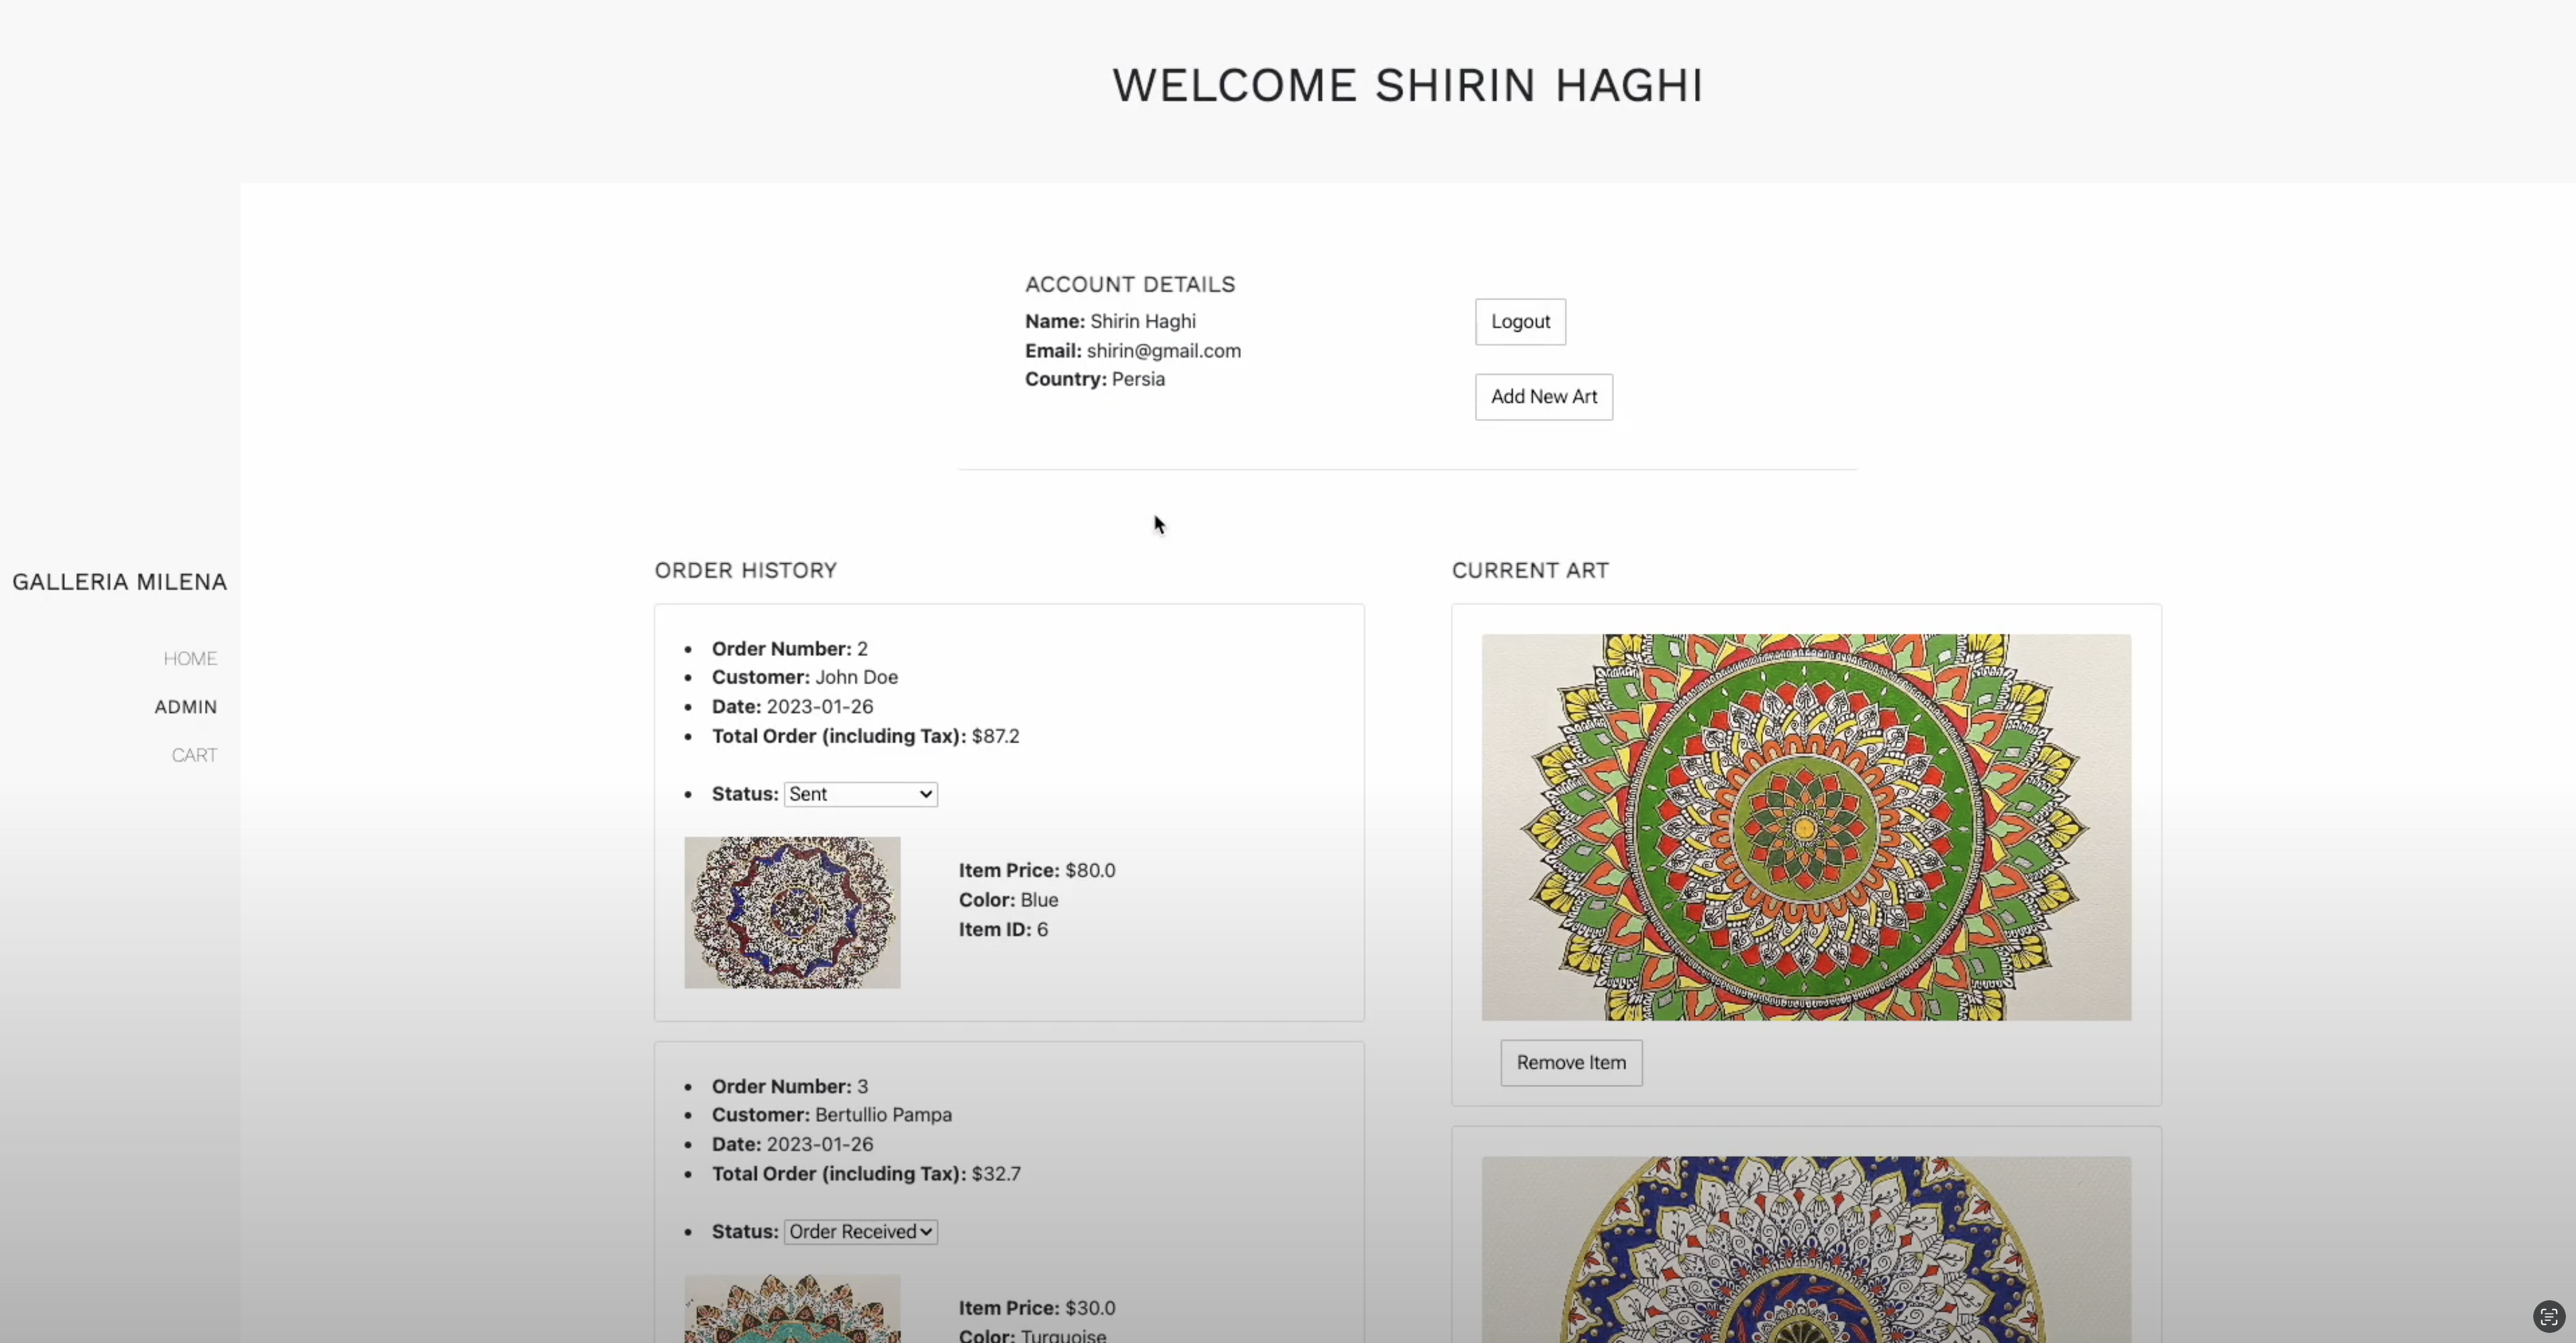 WELCOME SHIRIN HAGHI
GALLERIA MILENA
HOME
ADMIN
CART
ACCOUNT DETAILS
Name: Shirin Haghi
Email: shirin@gmail.com
Country: Persia
Logout
Add New Art
ORDER HISTORY
Order Number: 2
Customer: John Doe
Date: 2023-01-26
Total Order (including Tax): $87.2
Status: Sent
Item Price: $80.0
Color: Blue
Item ID: 6
Order Number: 3
Customer: Bertullio Pampa
Date: 2023-01-26
Total Order (including Tax): $32.7
Status: Order Received
Item Price: $30.0
Color: Turquoise
CURRENT ART
Remove Item